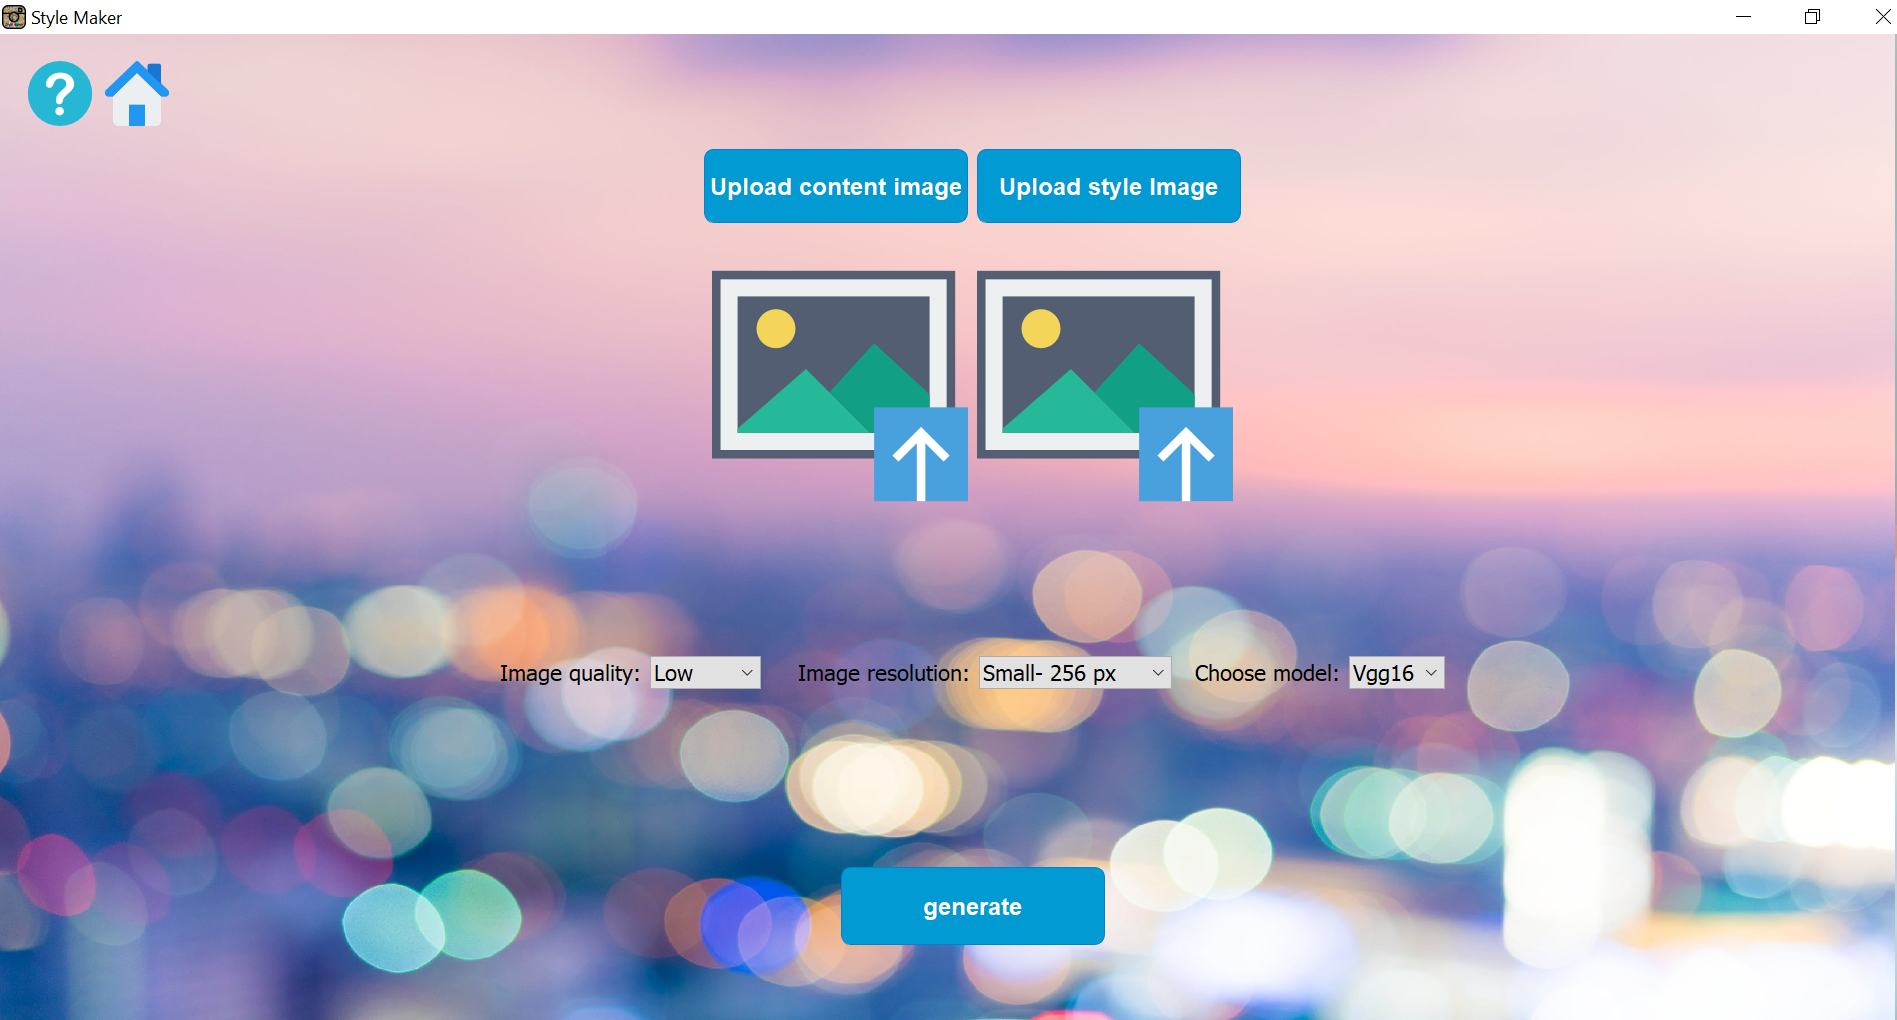 Style Maker
?
Upload content image Upload style Image
Image quality: Low Image resolution: Small- 256 px Choose model: Vgg16
generate